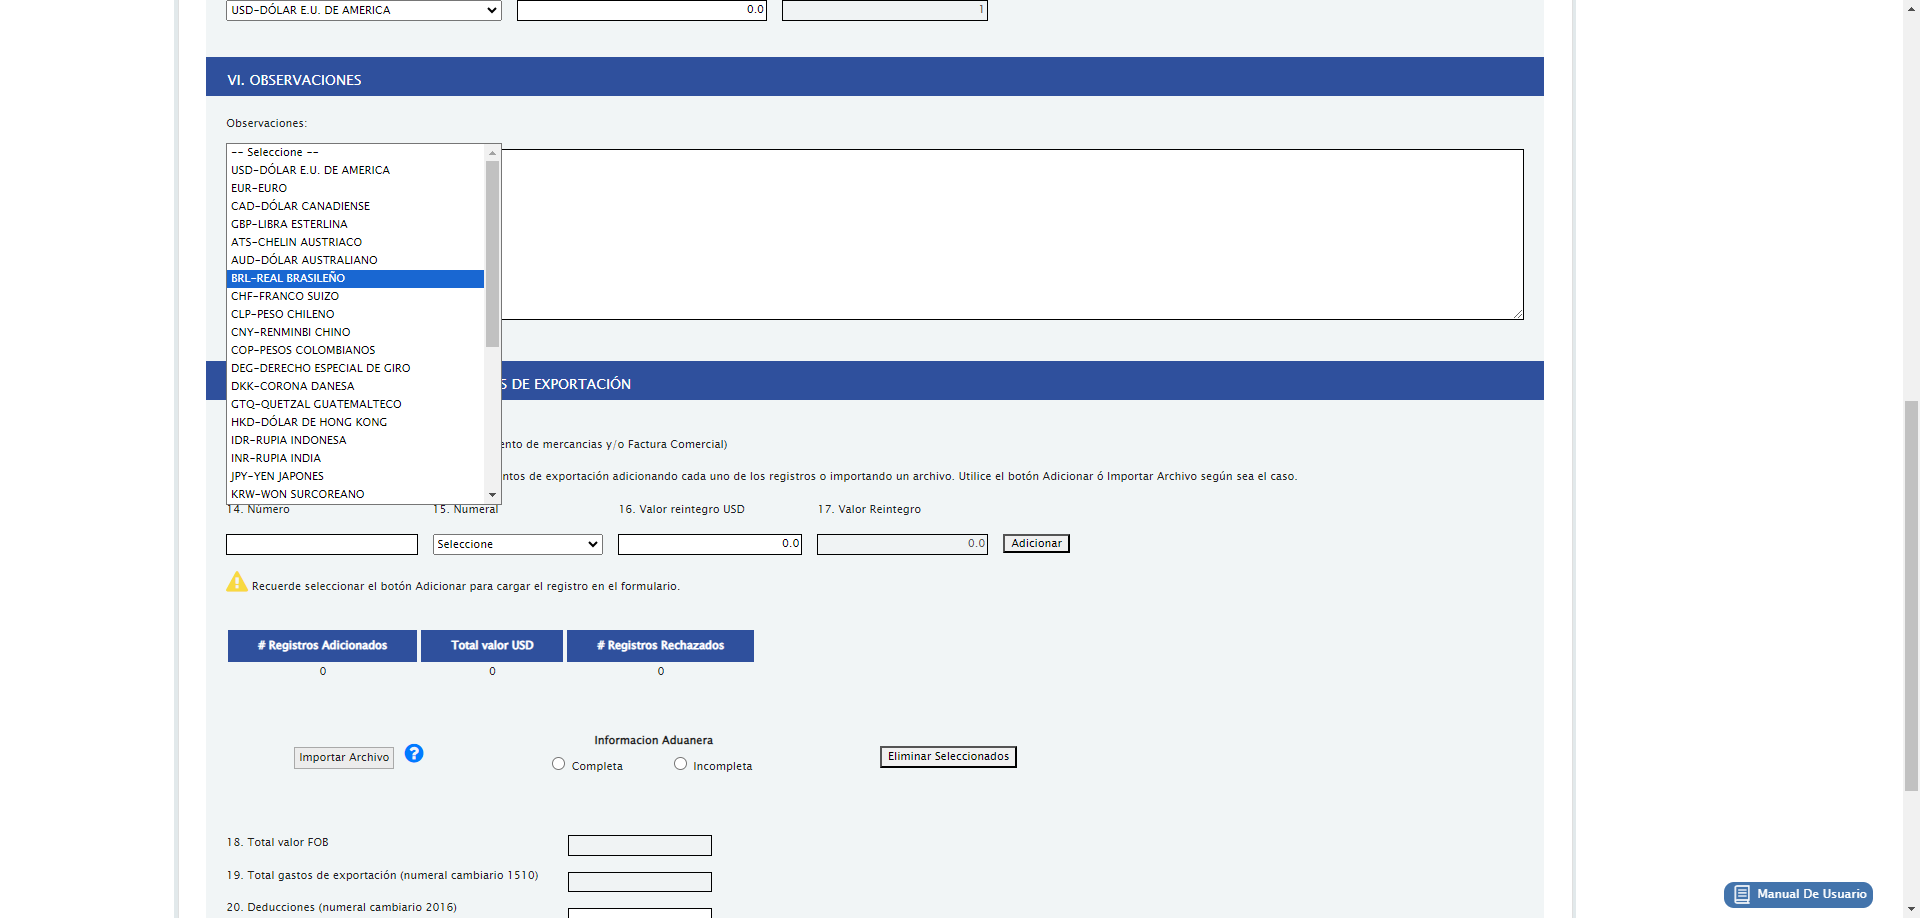 USD-DÓLAR E.U. DE AMERICA 0.0 1
VI. OBSERVACIONES
Observaciones:
-- Seleccione --
USD-DÓLAR E.U. DE AMERICA
EUR-EURO
CAD-DÓLAR CANADIENSE
GBP-LIBRA ESTERLINA
ATS-CHELIN AUSTRIACO
AUD-DÓLAR AUSTRALIANO
BRL-REAL BRASILEÑO
CHF-FRANCO SUIZO
CLP-PESO CHILENO
CNY-RENMINBI CHINO
COP-PESOS COLOMBIANOS
DEG-DERECHO ESPECIAL DE GIRO
DKK-CORONA DANESA
GTQ-QUETZAL GUATEMALTECO
HKD-DÓLAR DE HONG KONG
IDR-RUPIA INDONESA
INR-RUPIA INDIA
JPY-YEN JAPONES
KRW-WON SURCOREANO
S DE EXPORTACIÓN
ento de mercancias y/o Factura Comercial)
ntos de exportación adicionando cada uno de los registros o importando un archivo. Utilice el botón Adicionar ó Importar Archivo según sea el caso.
14. Número 15. Numeral 16. Valor reintegro USD 17. Valor Reintegro
Seleccione 0.0 0.0 Adicionar
Recuerde seleccionar el botón Adicionar para cargar el registro en el formulario.
# Registros Adicionados Total valor USD # Registros Rechazados
0 0 0
Informacion Aduanera
Importar Archivo ? Completa Incompleta Eliminar Seleccionados
18. Total valor FOB
19. Total gastos de exportación (numeral cambiario 1510)
20. Deducciones (numeral cambiario 2016)
Manual De Usuario